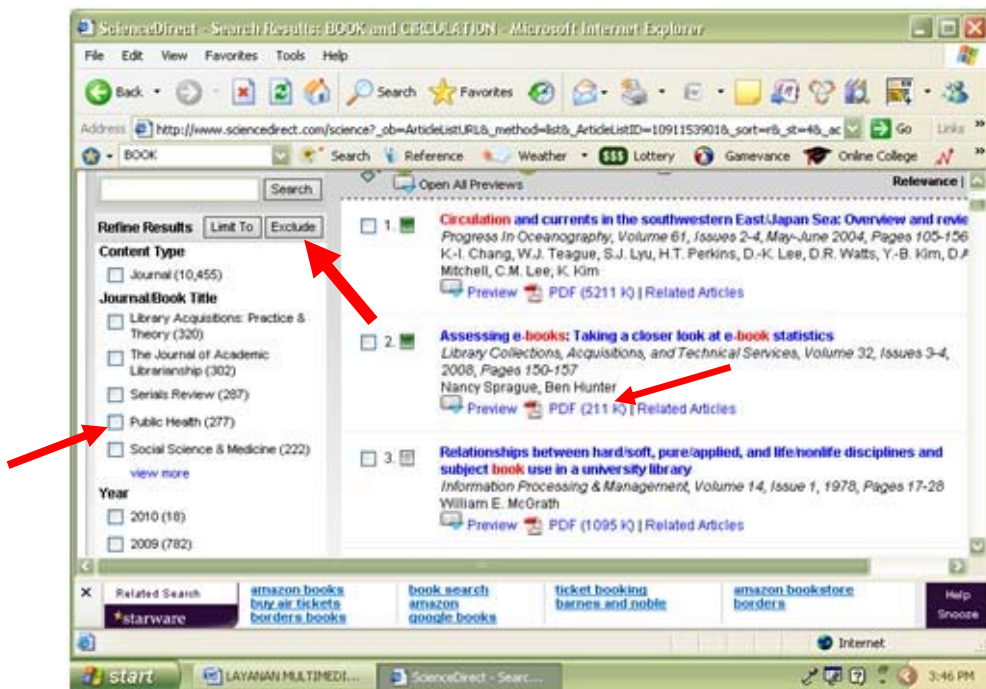 ScienceDirect - Search Results: BOOK and CIRCULATION - Microsoft Internet Explorer
File Edit View Favorites Tools Help
Back Search Favorites
Address http://www.sciencedirect.com/science?_ob=ArticleListURL&_method=list&_ArticleListID=1091153901&_sort=r&_st=4&_ac Go Links »
BOOK Search Reference Weather Lottery Gamevance Online College »
Search Open All Previews Relevance |
Refine Results Limit To Exclude
Content Type
Journal (10,455)
Journal/Book Title
Library Acquisitions: Practice &
Theory (320)
The Journal of Academic
Librarianship (302)
Serials Review (287)
Public Health (277)
Social Science & Medicine (222)
view more
Year
2010 (18)
2009 (782)
1. Circulation and currents in the southwestern East/Japan Sea: Overview and revie
Progress In Oceanography, Volume 61, Issues 2-4, May-June 2004, Pages 105-156
K.-I. Chang, W.J. Teague, S.J. Lyu, H.T. Perkins, D.-K. Lee, D.R. Watts, Y.-B. Kim, D.A
Mitchell, C.M. Lee, K. Kim
Preview PDF (5211 K) | Related Articles
2. Assessing e-books: Taking a closer look at e-book statistics
Library Collections, Acquisitions, and Technical Services, Volume 32, Issues 3-4,
2008, Pages 150-157
Nancy Sprague, Ben Hunter
Preview PDF (211 K) | Related Articles
3. Relationships between hard/soft, pure/applied, and life/nonlife disciplines and
subject book use in a university library
Information Processing & Management, Volume 14, Issue 1, 1978, Pages 17-28
William E. McGrath
Preview PDF (1095 K) | Related Articles
X Related Search amazon books book search ticket booking amazon bookstore Help
buy air tickets amazon barnes and noble borders
starware borders books google books Snooze
Internet
start LAYANAN MULTIMEDI... ScienceDirect - Searc... 3:46 PM